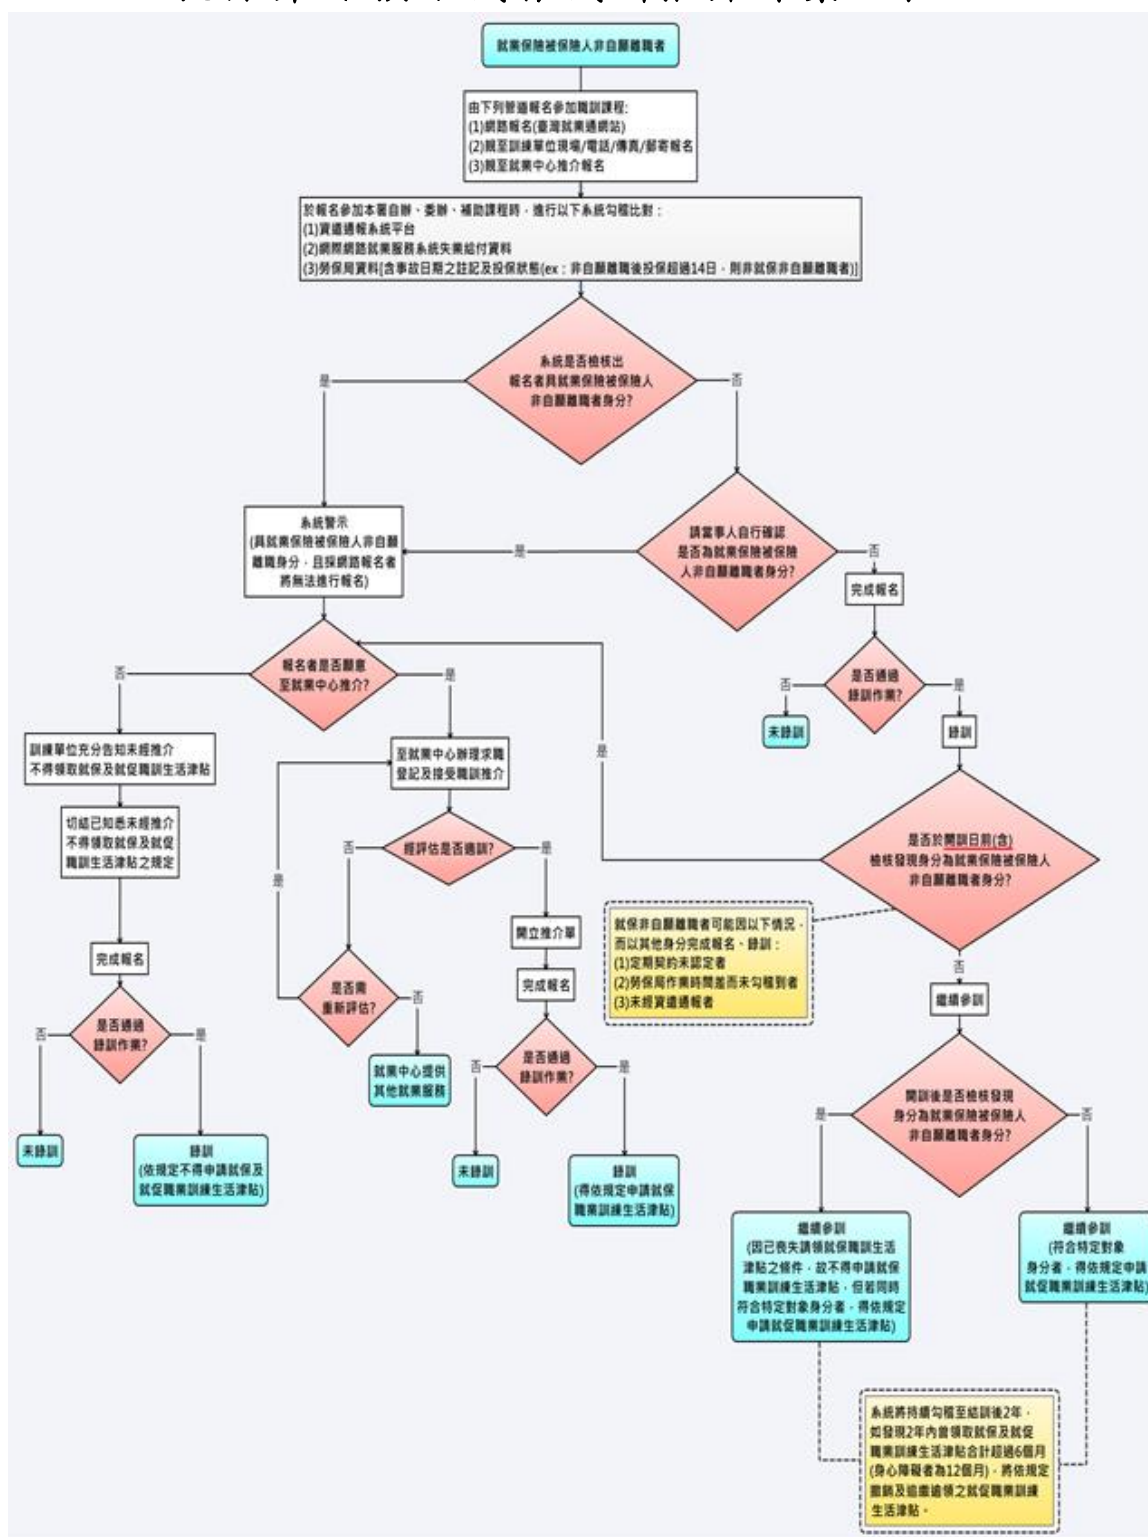 就業保險被保險人非自願離職者
由下列管道報名參加職訓課程:
(1)網路報名(臺灣就業通網站)
(2)親至訓練單位現場/電話/傳真/郵寄報名
(3)親至就業中心推介報名
於報名參加本署自辦、委辦、補助課程時，進行以下系統勾稽比對：
(1)資遣通報系統平台
(2)網際網路就業服務系統失業給付資料
(3)勞保局資料[含事故日期之註記及投保狀態(ex：非自願離職後投保超過14日，則非就保非自願離職者)]
系統是否檢核出
報名者具就業保險被保險人
非自願離職者身分?
是
否
系統警示
(具就業保險被保險人非自願
離職身分，且採網路報名者
將無法進行報名)
是
請當事人自行確認
是否為就業保險被保險
人非自願離職者身分?
否
完成報名
報名者是否願意
至就業中心推介?
否
是
是否通過
錄訓作業?
否
是
未錄訓
錄訓
訓練單位充分告知未經推介
不得領取就保及就促職訓生活津貼
至就業中心辦理求職
登記及接受職訓推介
是
切結已知悉未經推介
不得領取就保及就促
職訓生活津貼之規定
經評估是否適訓?
否
是
是
是否於開訓日前(含)
檢核發現身分為就業保險被保險人
非自願離職者身分?
開立推介單
就保非自願離職者可能因以下情況，
而以其他身分完成報名、錄訓：
(1)定期契約未認定者
(2)勞保局作業時間差而未勾稽到者
(3)未經資遣通報者
否
完成報名
是否需
重新評估?
否
完成報名
繼續參訓
是否通過
錄訓作業?
否
是
就業中心提供
其他就業服務
是否通過
錄訓作業?
否
是
開訓後是否檢核發現
身分為就業保險被保險人
非自願離職者身分?
是
否
未錄訓
錄訓
(依規定不得申請就保及
就促職業訓練生活津貼)
未錄訓
錄訓
(得依規定申請就保
職業訓練生活津貼)
繼續參訓
(因已喪失請領就保職訓生活
津貼之條件，故不得申請就保
職業訓練生活津貼，但若同時
符合特定對象身分者，得依規定
申請就促職業訓練生活津貼)
繼續參訓
(符合特定對象
身分者，得依規定申請
就促職業訓練生活津貼)
系統將持續勾稽至結訓後2年，
如發現2年內曾領取就保及就促
職業訓練生活津貼合計超過6個月
(身心障礙者為12個月)，將依規定
撤銷及追繳逾領之就促職業訓練
生活津貼。